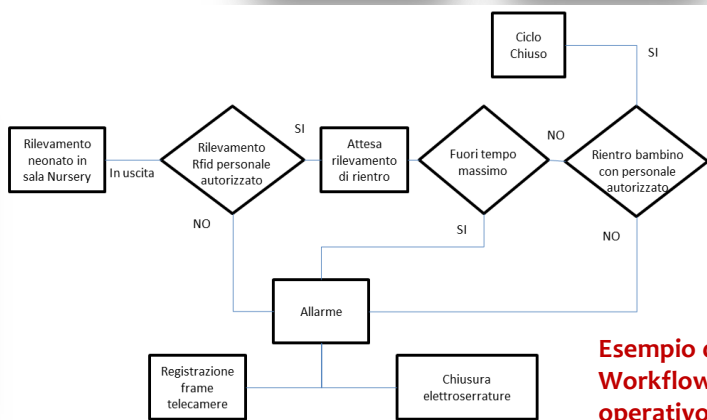 Ciclo
Chiuso
SI
Rilevamento
neonato in
sala Nursery
In uscita
Rilevamento
Rfid personale
autorizzato
SI
NO
Attesa
rilevamento
di rientro
Fuori tempo
massimo
NO
SI
Rientro bambino
con personale
autorizzato
NO
Allarme
Registrazione
frame
telecamere
Chiusura
elettroserrature
Esempio
Workflow
operativo